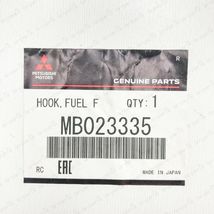 MITSUBISHI
MOTORS
R
GENUINE PARTS
HOOK,FUEL F QTY: 1
MB023335
RC EAC MADE IN JAPAN